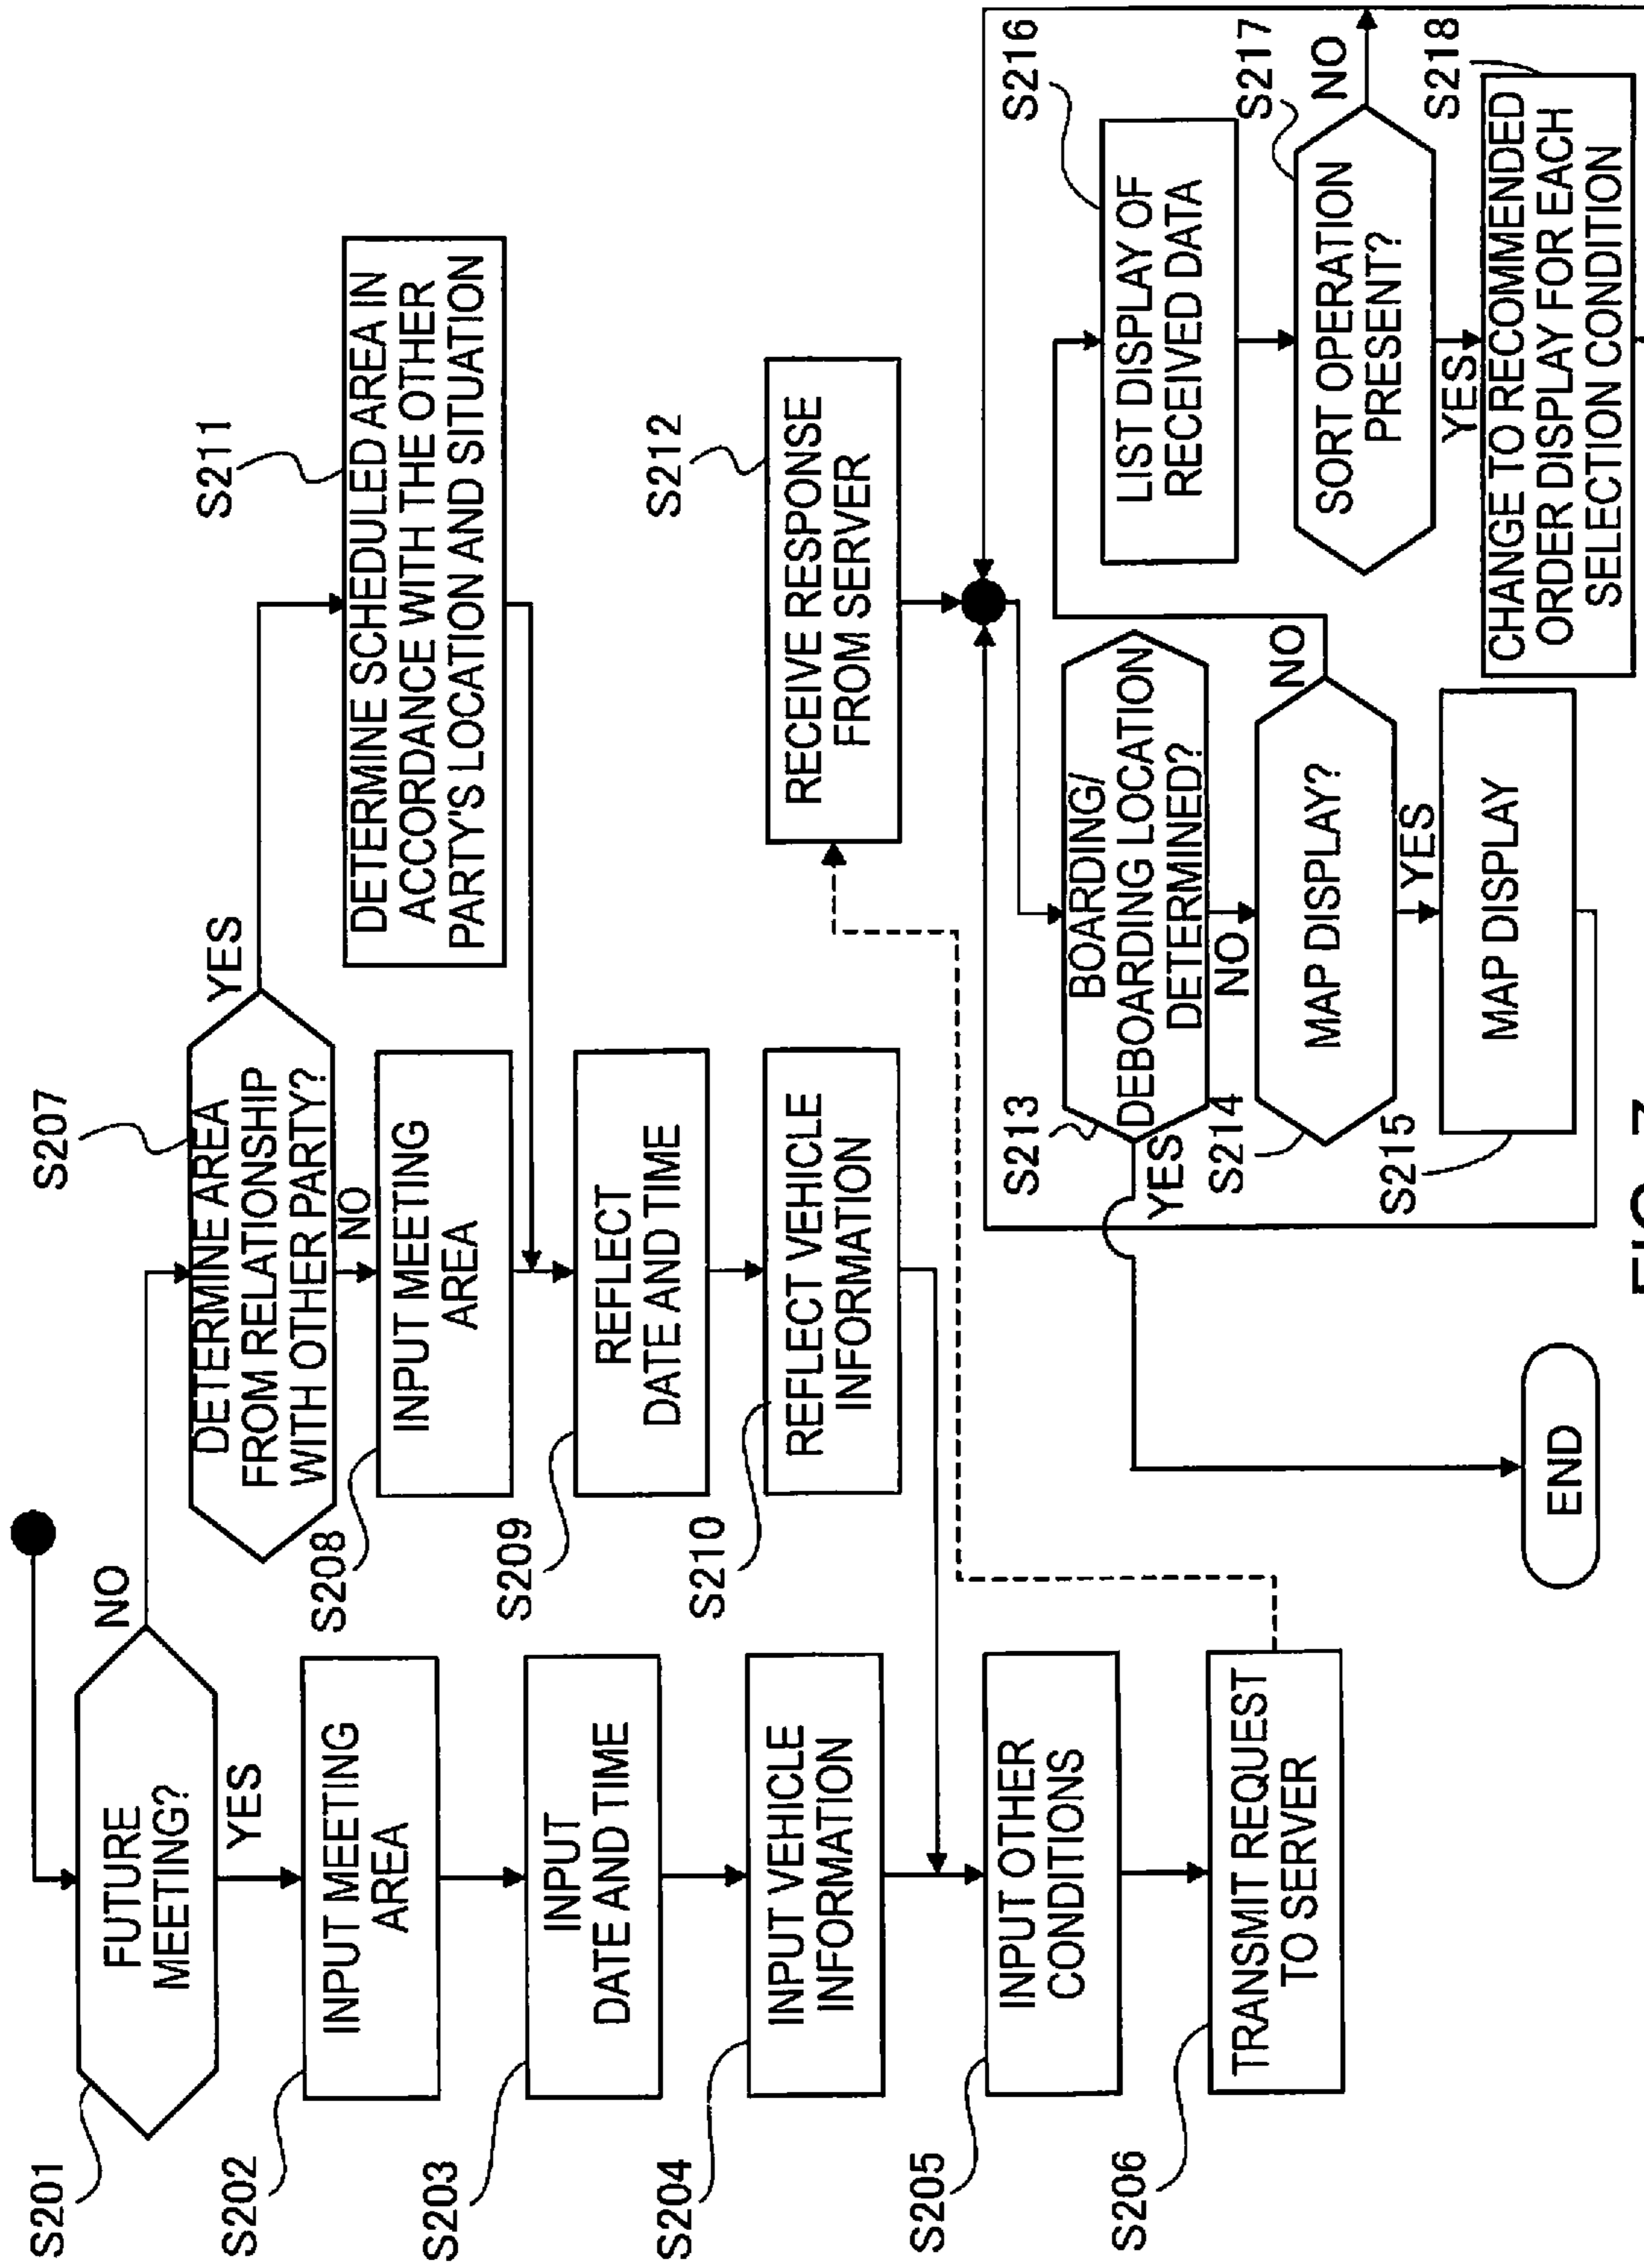 S201
FUTURE
MEETING?
NO
YES
S202
INPUT MEETING
AREA
S203
INPUT
DATE AND TIME
S204
INPUT VEHICLE
INFORMATION
S205
INPUT OTHER
CONDITIONS
S206
TRANSMIT REQUEST
TO SERVER
S207
DETERMINE AREA
FROM RELATIONSHIP
WITH OTHER PARTY?
YES
NO
S208
INPUT MEETING
AREA
S209
REFLECT
DATE AND TIME
S210
REFLECT VEHICLE
INFORMATION
S211
DETERMINE SCHEDULED AREA IN
ACCORDANCE WITH THE OTHER
PARTY'S LOCATION AND SITUATION
S212
RECEIVE RESPONSE
FROM SERVER
S213
BOARDING/
DEBOARDING LOCATION
DETERMINED?
YES
NO
S214
MAP DISPLAY?
NO
YES
S215
MAP DISPLAY
S216
LIST DISPLAY OF
RECEIVED DATA
S217
SORT OPERATION
PRESENT?
NO
YES
S218
CHANGE TO RECOMMENDED
ORDER DISPLAY FOR EACH
SELECTION CONDITION
END